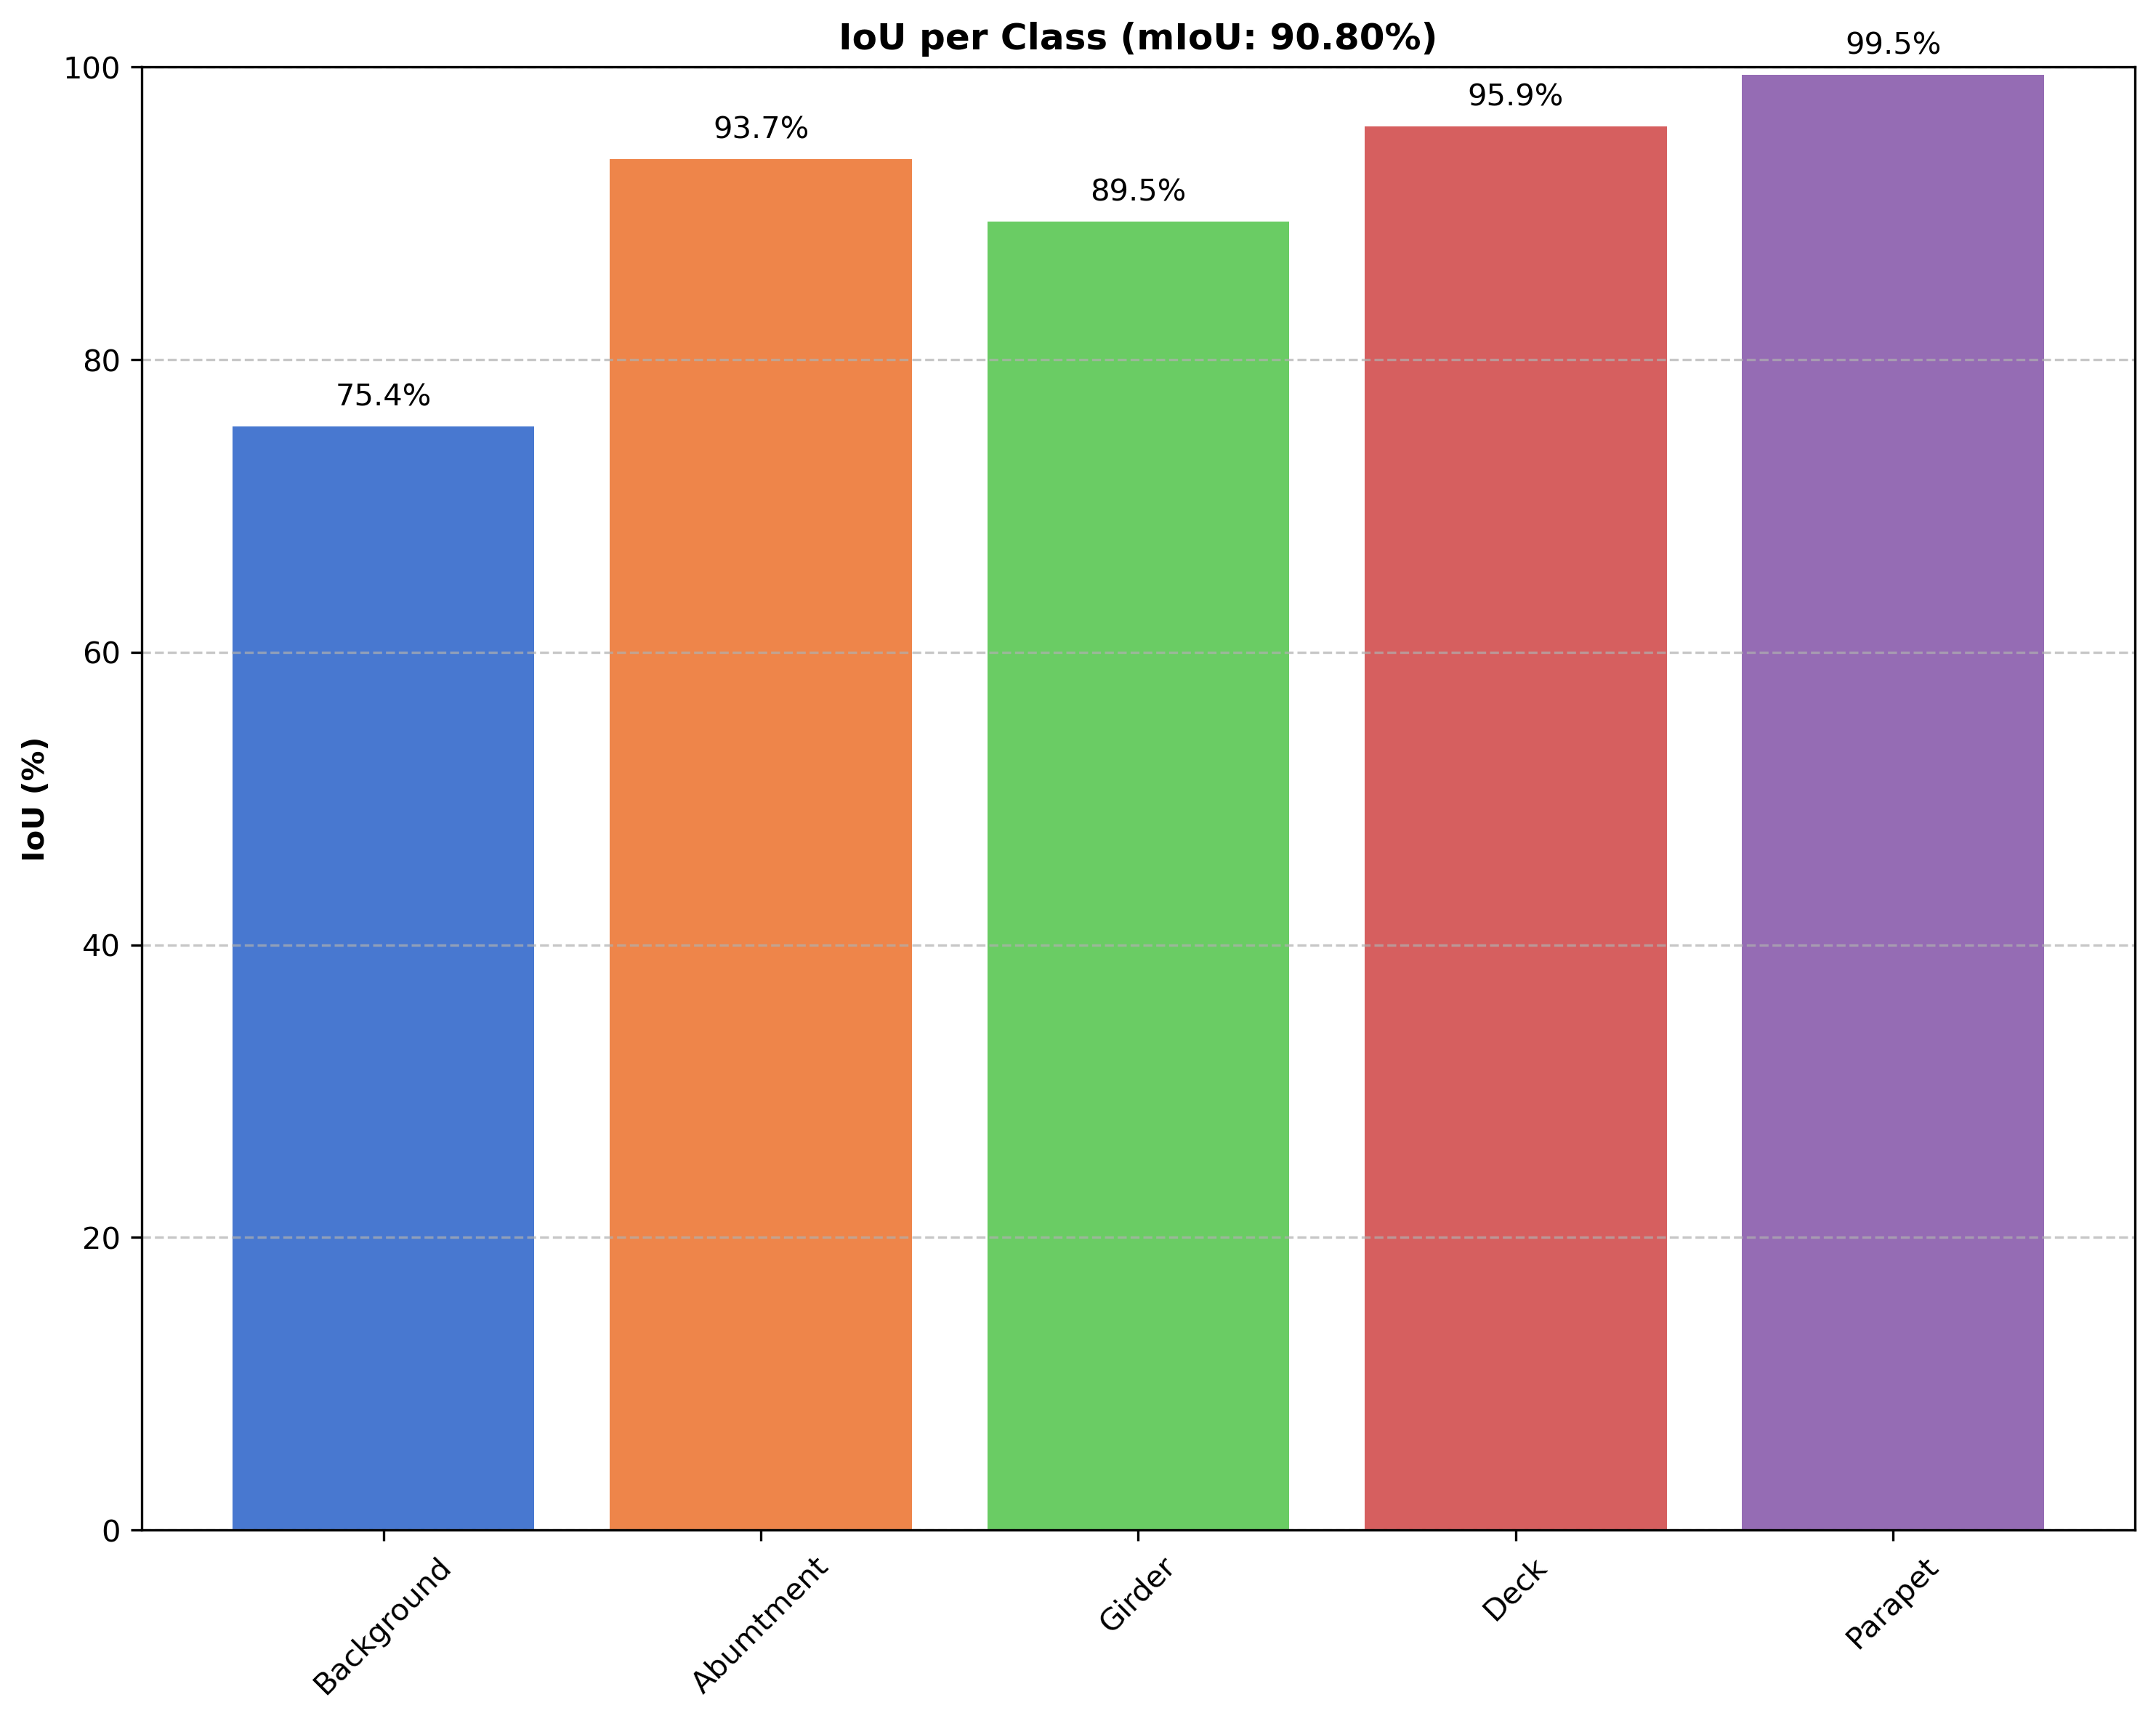 IoU per Class (mIoU: 90.80%)
99.5%
100
95.9%
93.7%
89.5%
80
75.4%
60
IoU (%)
40
20
0
Background
Abumtment
Girder
Deck
Parapet